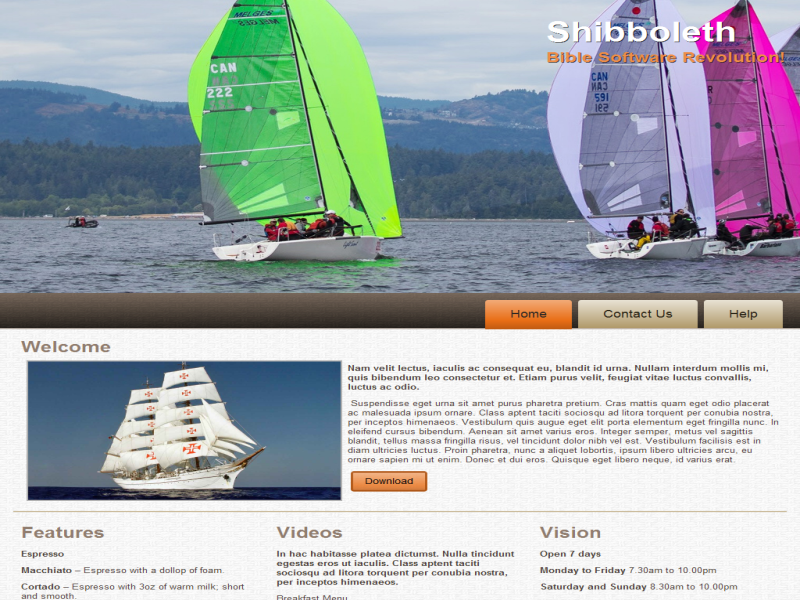 MELGES
Shibboleth
Bible Software Revolution!
CAN
222
CAN
CAN
591
Home
Contact Us
Help
Welcome
Nam velit lectus, iaculis ac consequat eu, blandit id urna. Nullam interdum mollis mi,
quis bibendum leo consectetur et. Etiam purus velit, feugiat vitae luctus convallis,
luctus ac odio.
Suspendisse eget urna sit amet purus pharetra pretium. Cras mattis quam eget odio placerat
ac malesuada ipsum ornare. Class aptent taciti sociosqu ad litora torquent per conubia nostra,
per inceptos himenaeos. Vestibulum quis augue eget elit porta elementum eget fringilla nunc. In
eleifend cursus bibendum. Aenean sit amet varius eros. Integer semper, metus vel sagittis
blandit, tellus massa fringilla risus, vel tincidunt dolor nibh vel est. Vestibulum facilisis est in
diam ultricies luctus. Proin pharetra, nunc a aliquet lobortis, ipsum libero ultricies arcu, eu
ornare sapien mi ut enim. Donec et dui eros. Quisque eget libero neque, id varius erat.
Download
Features
Videos
Vision
Espresso
Macchiato – Espresso with a dollop of foam.
Cortado – Espresso with 3oz of warm milk; short
and smooth.
In hac habitasse platea dictumst. Nulla tincidunt
egestas eros ut iaculis. Class aptent taciti
sociosqu ad litora torquent per conubia nostra,
per inceptos himenaeos.
Breakfast Menu
Open 7 days
Monday to Friday 7.30am to 10.00pm
Saturday and Sunday 8.30am to 10.00pm